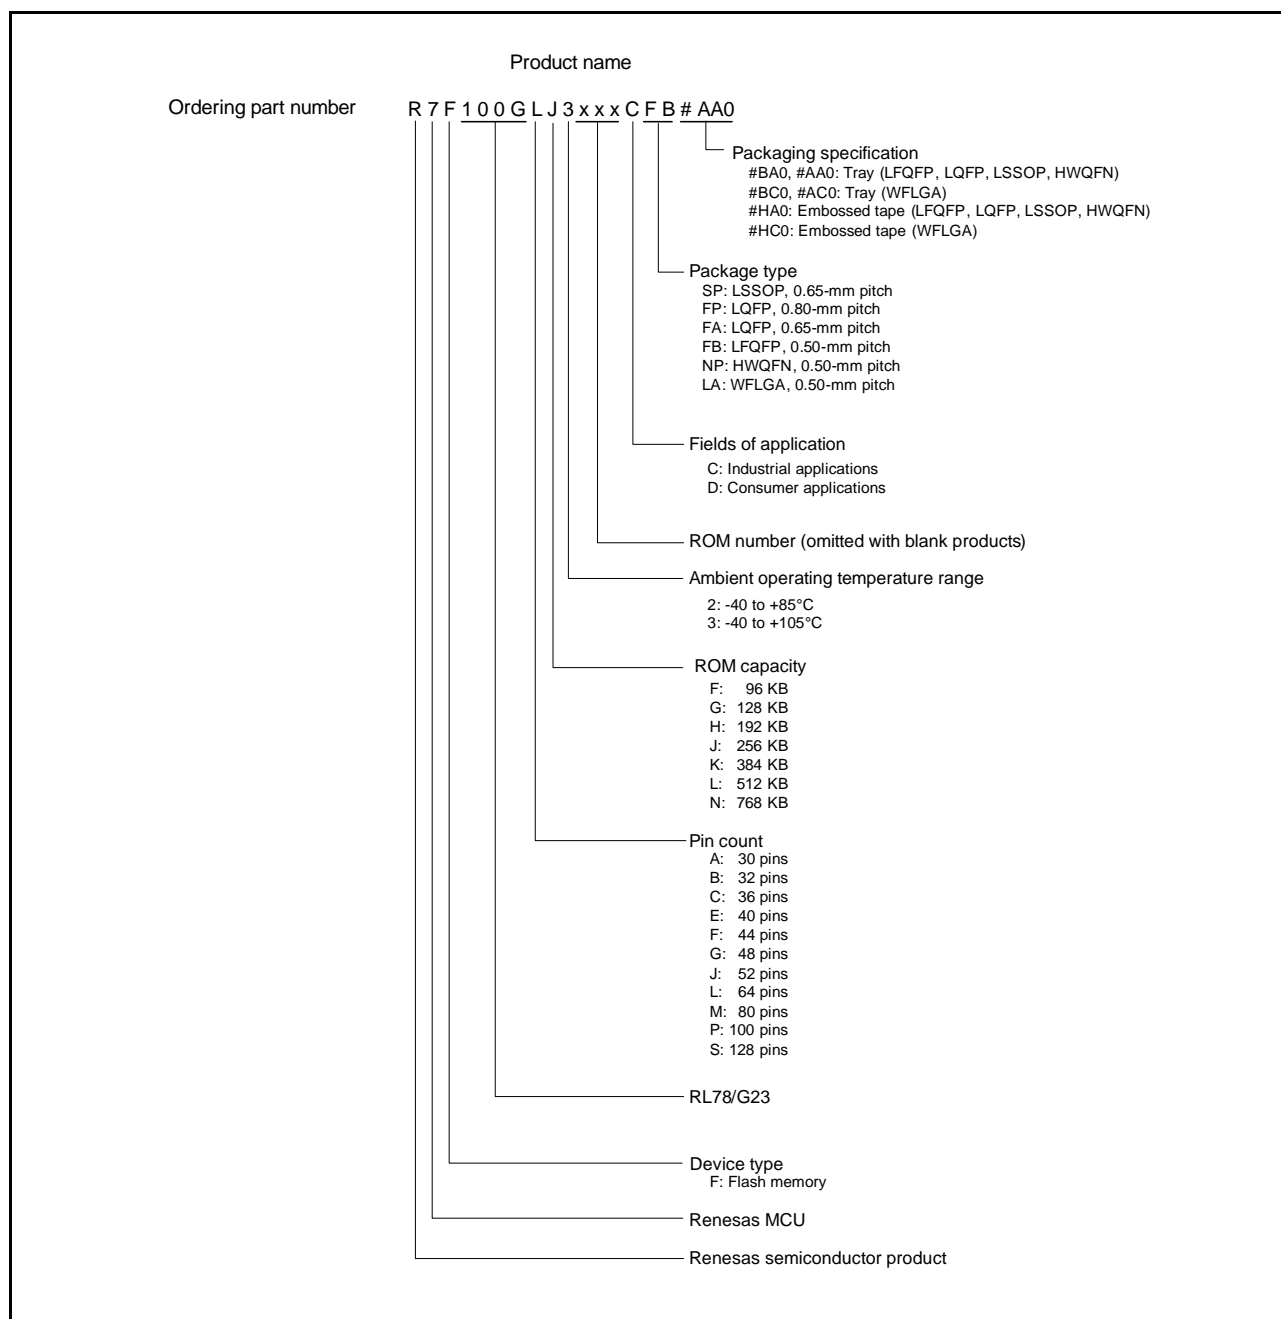 Product name
Ordering part number R 7 F 1 0 0 G L J 3 x x x C F B # AA0
Packaging specification
#BA0, #AA0: Tray (LFQFP, LQFP, LSSOP, HWQFN)
#BC0, #AC0: Tray (WFLGA)
#HA0: Embossed tape (LFQFP, LQFP, LSSOP, HWQFN)
#HC0: Embossed tape (WFLGA)
Package type
SP: LSSOP, 0.65-mm pitch
FP: LQFP, 0.80-mm pitch
FA: LQFP, 0.65-mm pitch
FB: LFQFP, 0.50-mm pitch
NP: HWQFN, 0.50-mm pitch
LA: WFLGA, 0.50-mm pitch
Fields of application
C: Industrial applications
D: Consumer applications
ROM number (omitted with blank products)
Ambient operating temperature range
2: -40 to +85°C
3: -40 to +105°C
ROM capacity
F: 96 KB
G: 128 KB
H: 192 KB
J: 256 KB
K: 384 KB
L: 512 KB
N: 768 KB
Pin count
A: 30 pins
B: 32 pins
C: 36 pins
E: 40 pins
F: 44 pins
G: 48 pins
J: 52 pins
L: 64 pins
M: 80 pins
P: 100 pins
S: 128 pins
RL78/G23
Device type
F: Flash memory
Renesas MCU
Renesas semiconductor product